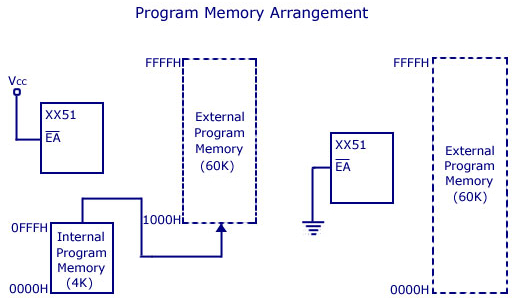 Program Memory Arrangement
FFFFH
Vcc
XX51
EA
External
Program
Memory
(60K)
1000H
0FFFH
Internal
Program
Memory
(4K)
0000H
FFFFH
XX51
EA
External
Program
Memory
(60K)
0000H